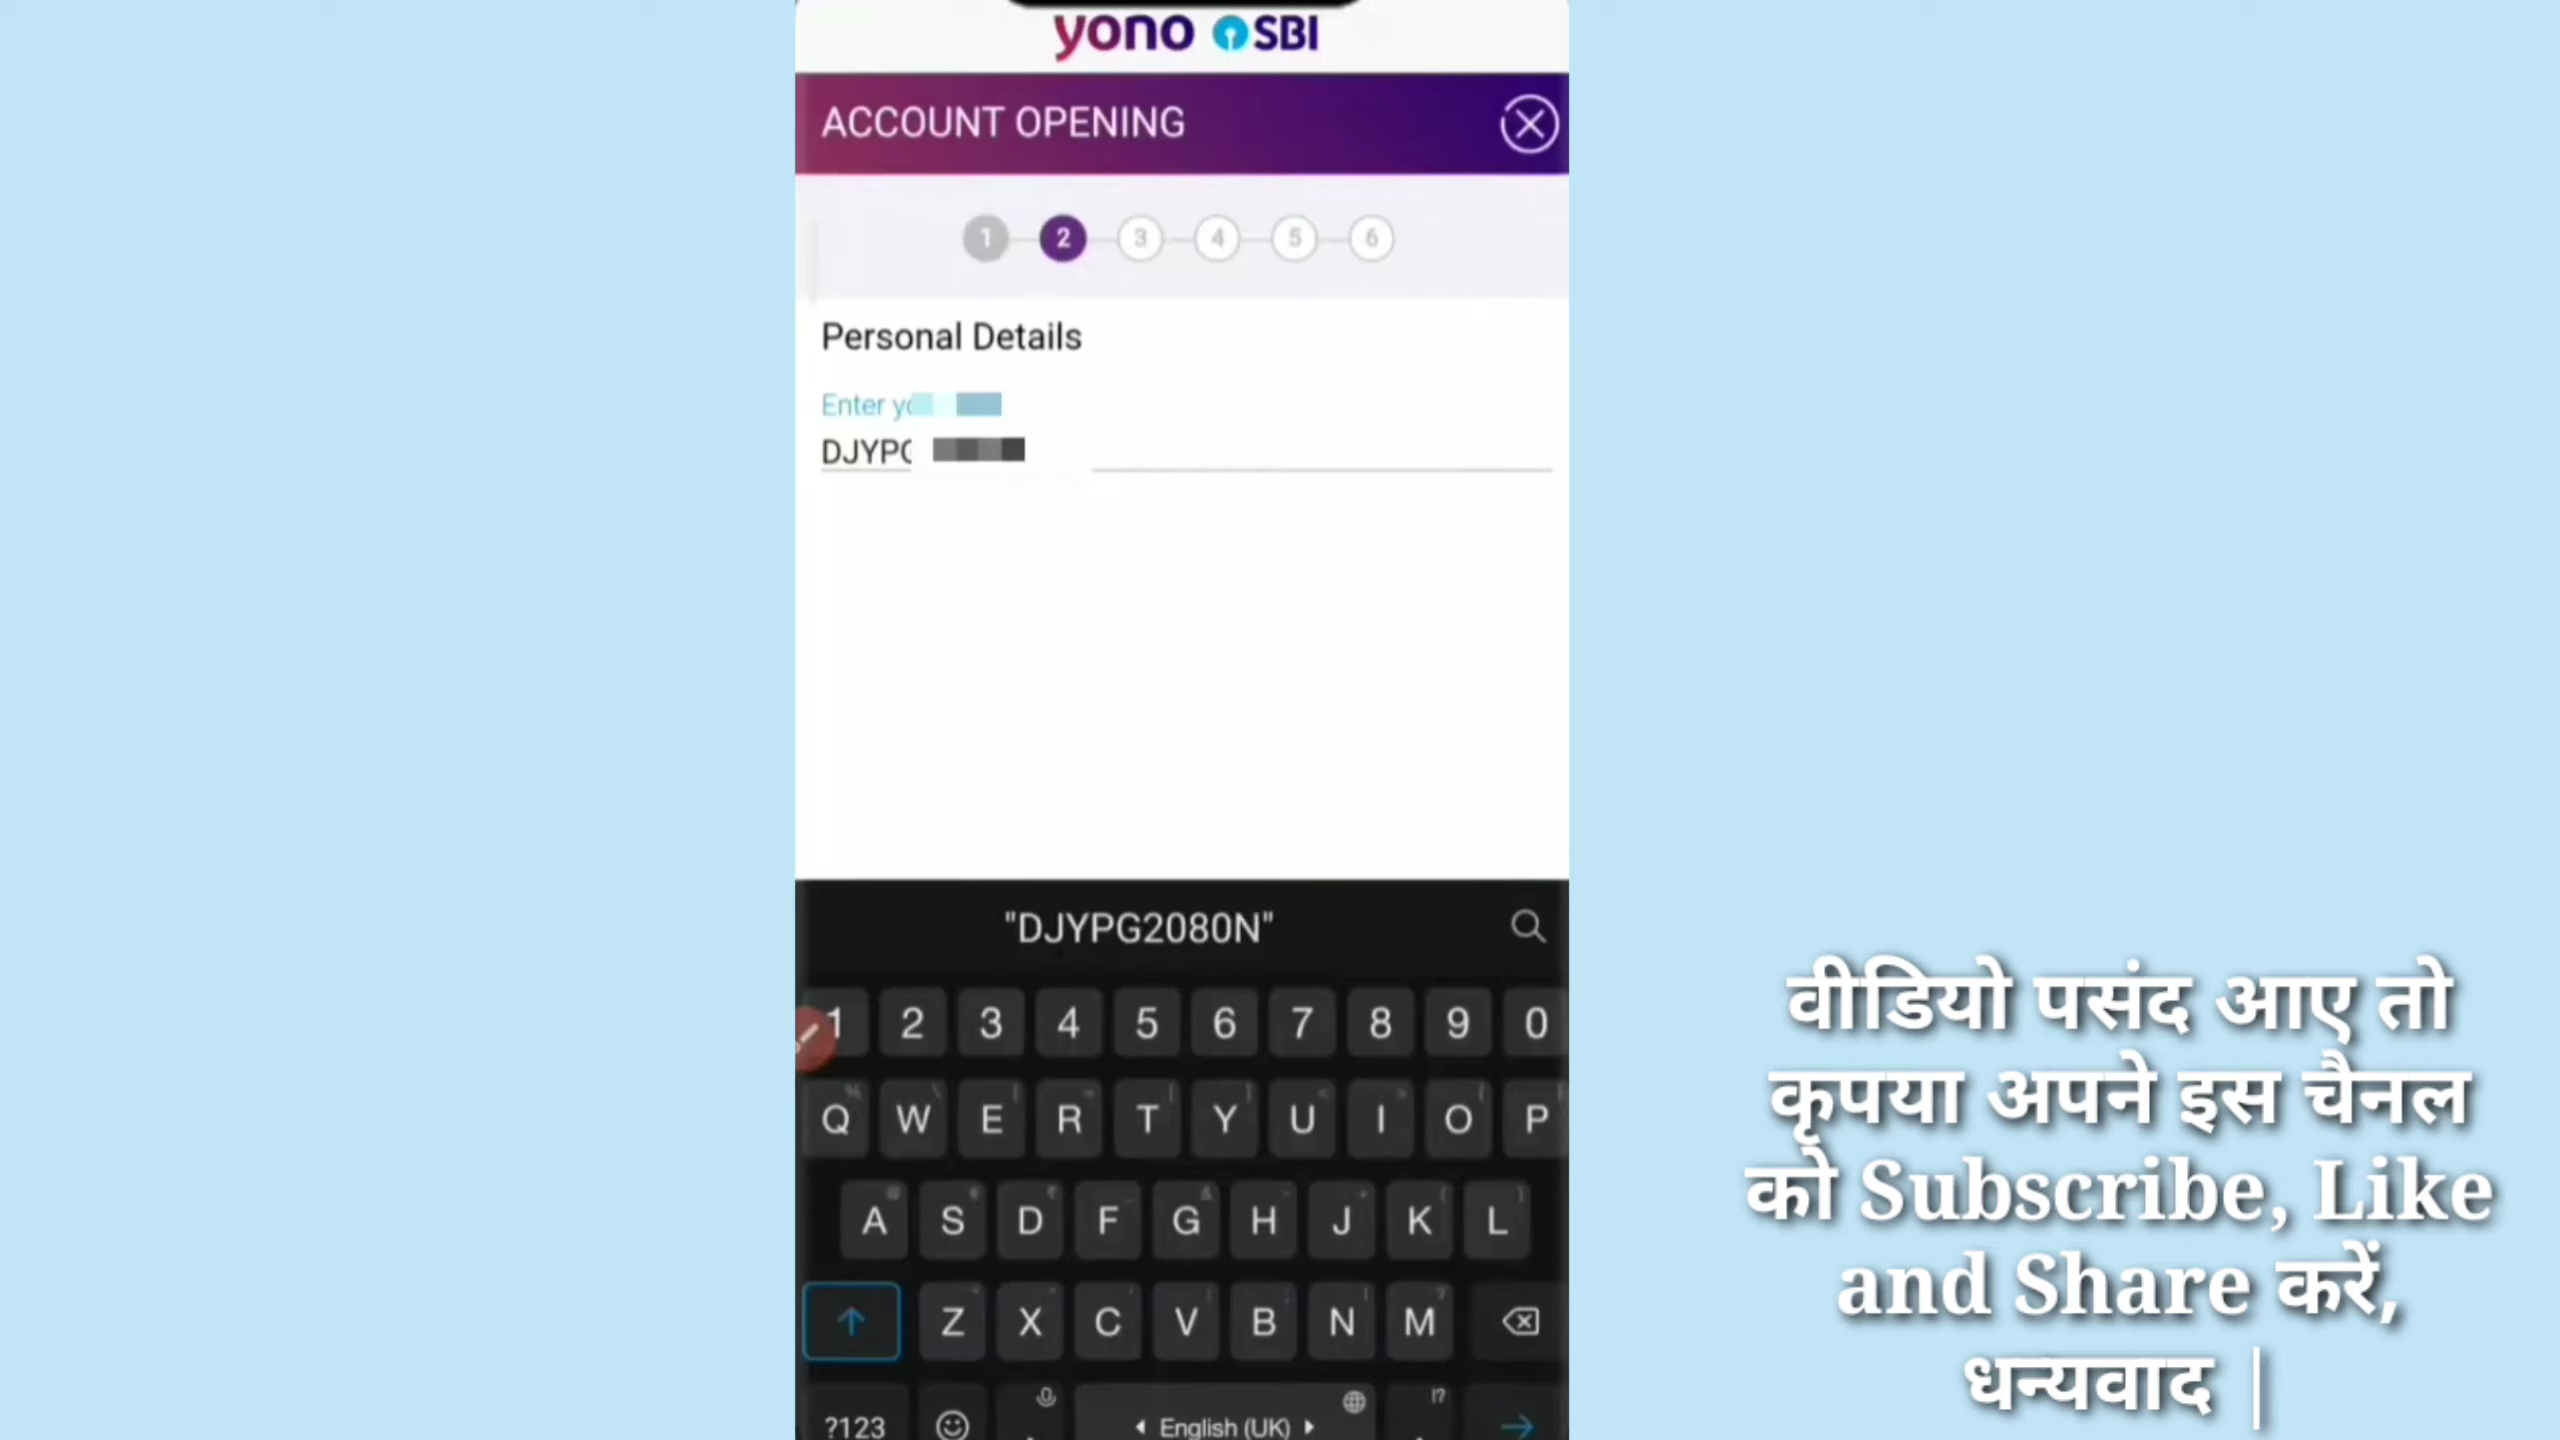 yono SBI
ACCOUNT OPENING
1 2 3 4 5 6
Personal Details
Enter
DJYPG
"DJYPG2080N"
1 2 3 4 5 6 7 8 9 0
Q W E R T Y U I O P
A S D F G H J K L
Z X C V B N M
?123 English (UK) !?
वीडियो पसंद आए तो
कृपया अपने इस चैनल
को Subscribe, Like
and Share करें,
धन्यवाद |